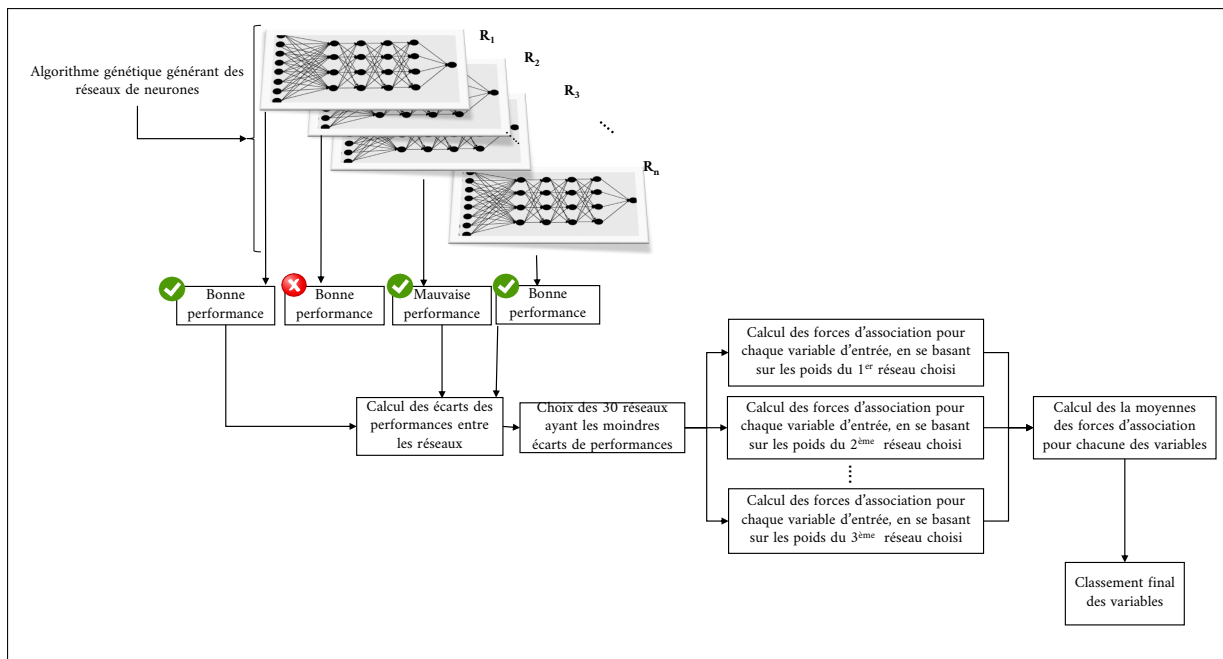 R1
R2
R3
Rn
Algorithme génétique générant des
réseaux de neurones
Bonne
performance
Bonne
performance
Mauvaise
performance
Bonne
performance
Calcul des écarts des
performances entre
les réseaux
Choix des 30 réseaux
ayant les moindres
écarts de performances
Calcul des forces d'association pour
chaque variable d'entrée, en se basant
sur les poids du 1er réseau choisi
Calcul des forces d'association pour
chaque variable d'entrée, en se basant
sur les poids du 2ème réseau choisi
Calcul des forces d'association pour
chaque variable d'entrée, en se basant
sur les poids du 3ème réseau choisi
Calcul des la moyennes
des forces d'association
pour chacune des variables
Classement final
des variables